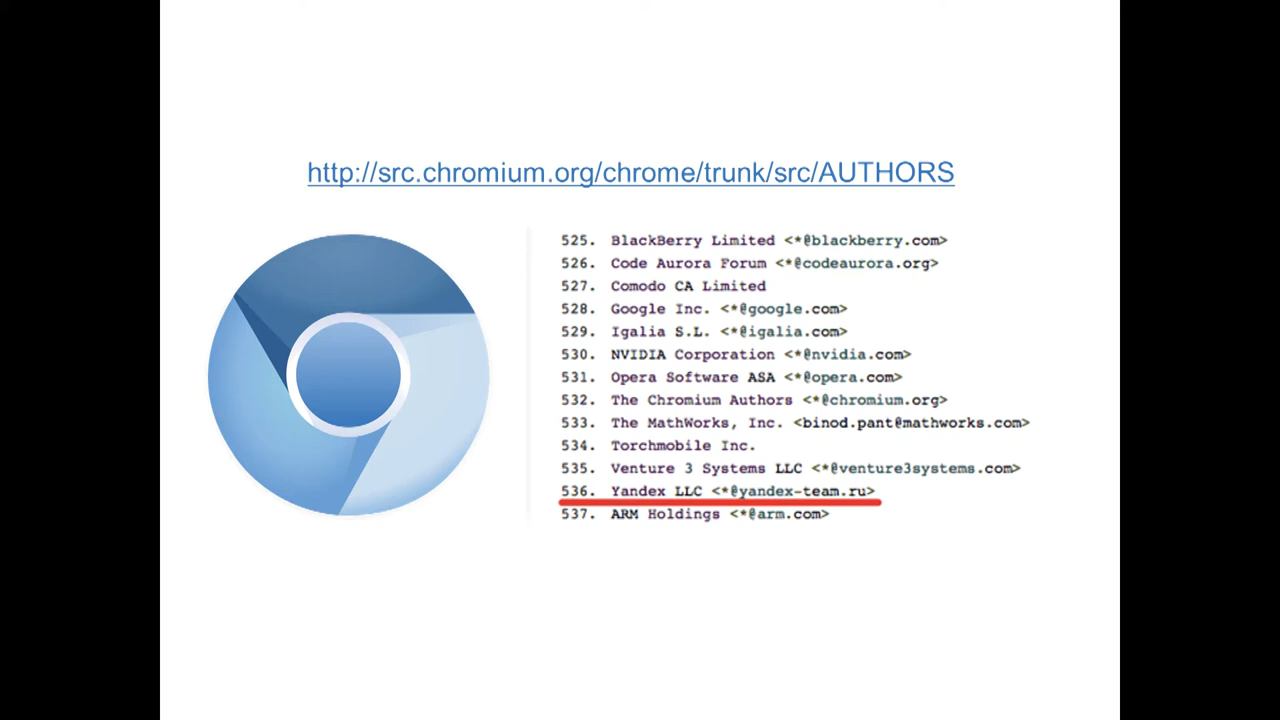 http://src.chromium.org/chrome/trunk/src/AUTHORS
525. BlackBerry Limited <*@blackberry.com>
526. Code Aurora Forum <*@codeaurora.org>
527. Comodo CA Limited
528. Google Inc. <*@google.com>
529. Igalia S.L. <*@igalia.com>
530. NVIDIA Corporation <*@nvidia.com>
531. Opera Software ASA <*@opera.com>
532. The Chromium Authors <*@chromium.org>
533. The MathWorks, Inc. <binod.pant@mathworks.com>
534. Torchmobile Inc.
535. Venture 3 Systems LLC <*@venture3systems.com>
536. Yandex LLC <*@yandex-team.ru>
537. ARM Holdings <*@arm.com>